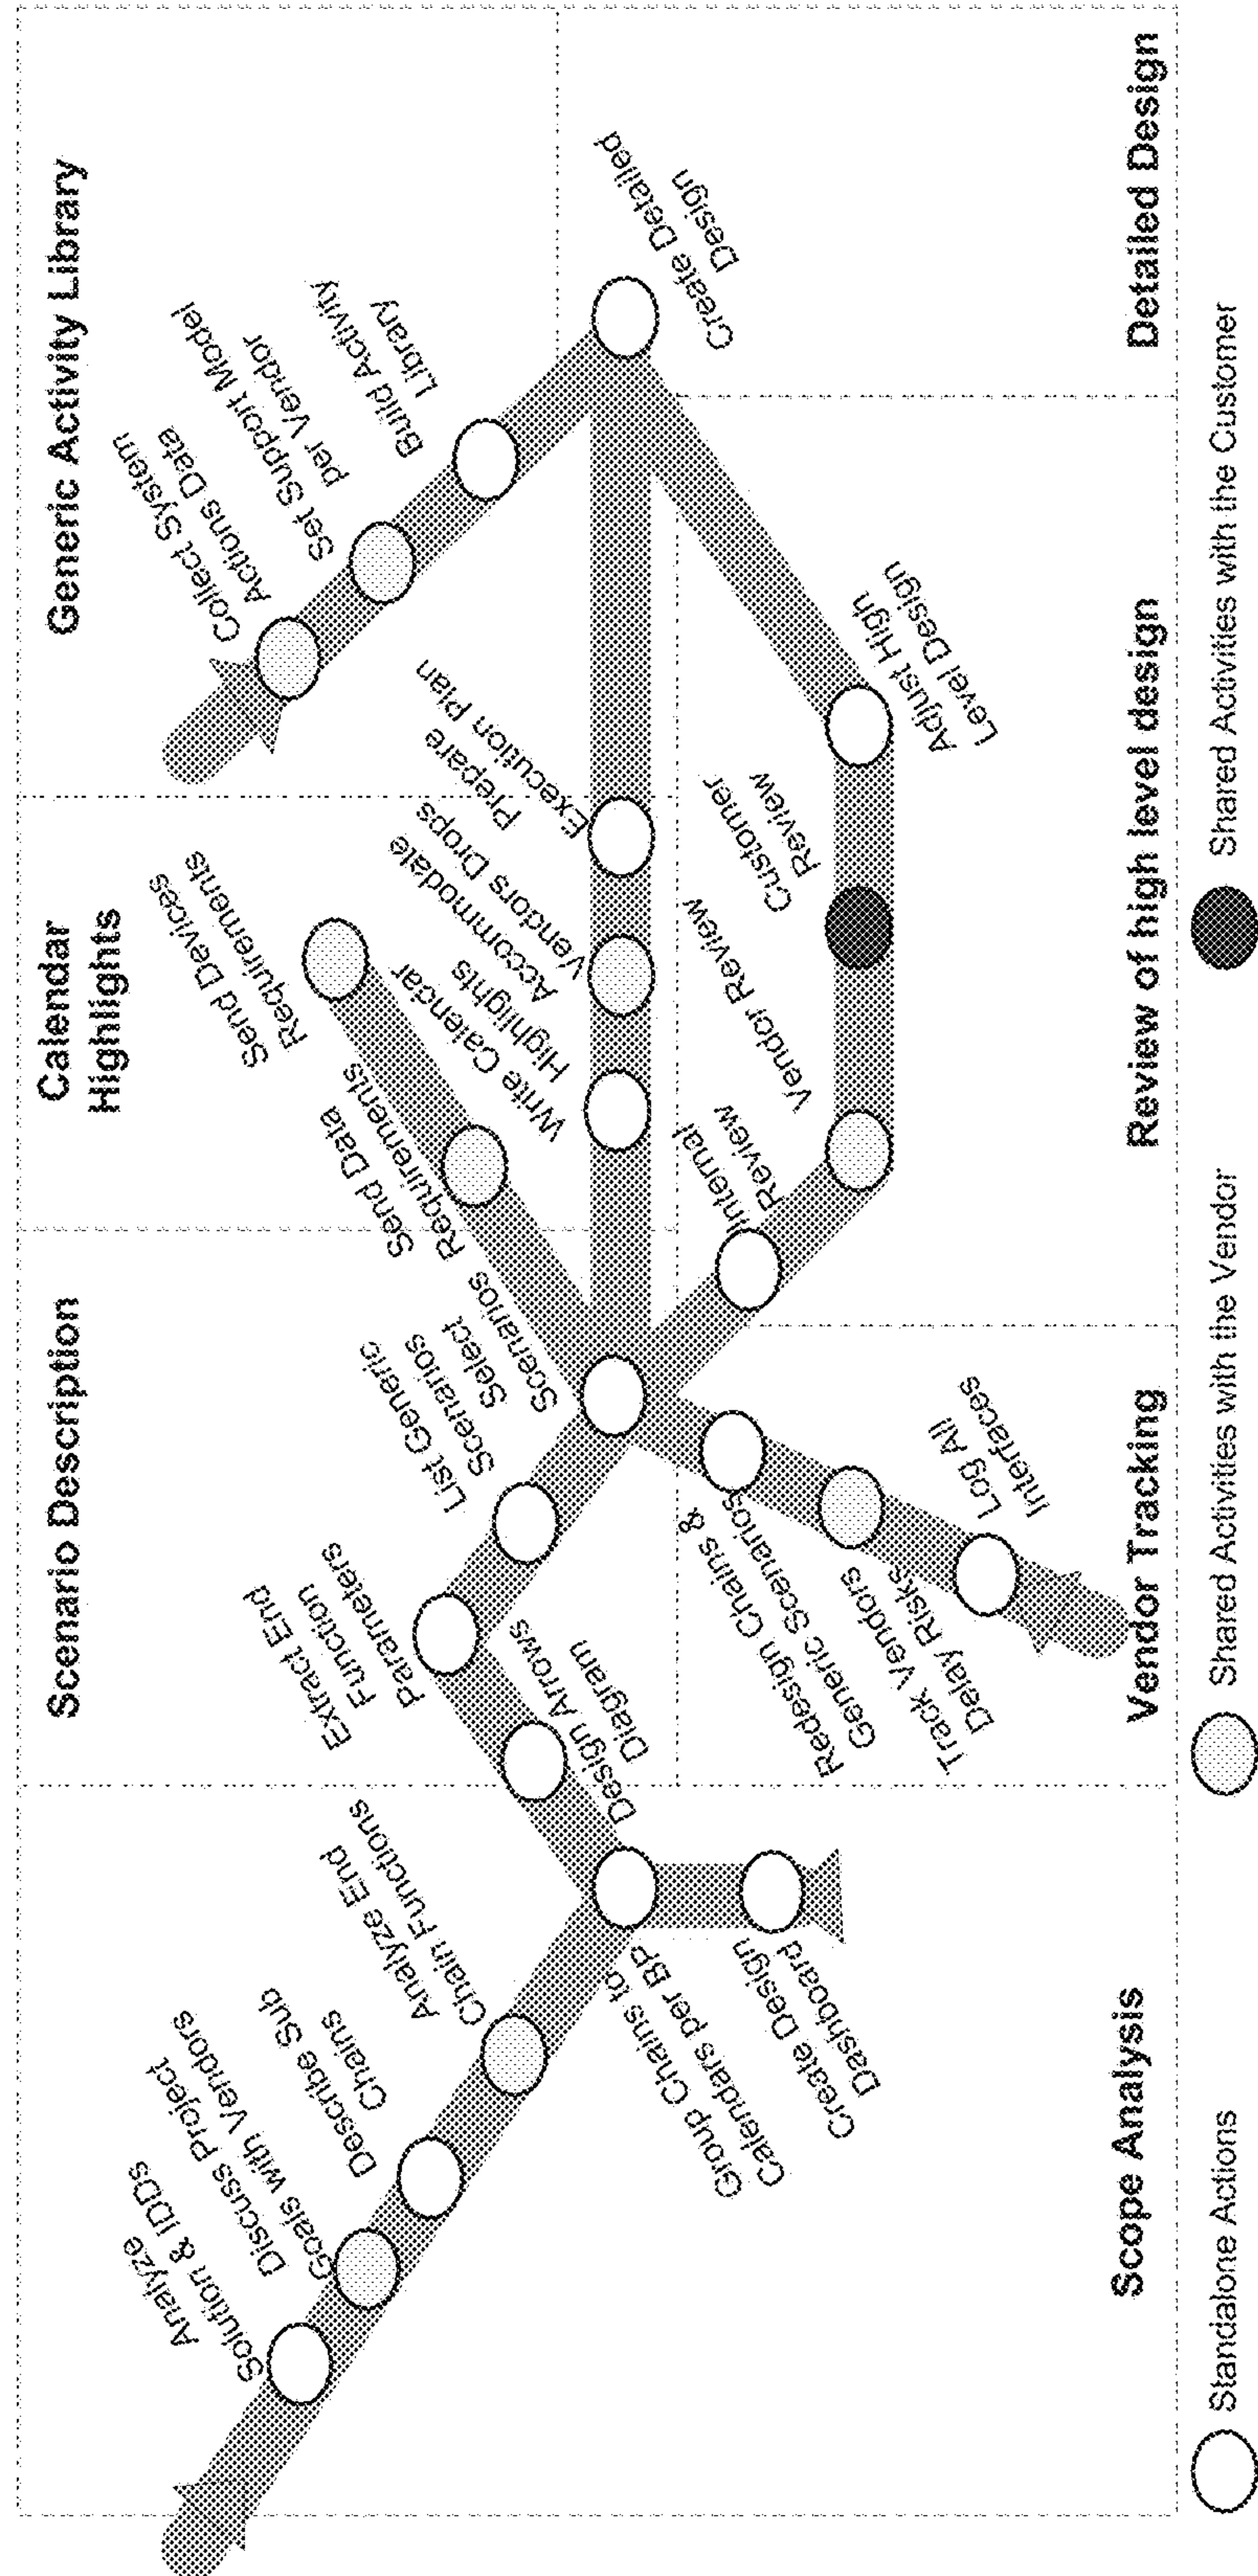 Scope Analysis
Analyze
Solution & IDDs
Discuss Project
Goals with Vendors
Describe Sub
Chains
Analyze End
Chain Functions
Group Chains to
Calendars per BP
Create Design
Dashboard
Scenario Description
Design Arrows
Diagram
Extract End
Function
Parameters
List Generic
Scenarios
Select
Scenarios
Vendor Tracking
Redesign Chains &
Generic Scenarios
Track Vendors
Delay Risks
Log All
Interfaces
Calendar
Highlights
Send Data
Requirements
Send Devices
Requirements
Write Calendar
Highlights
Accommodate
Vendors Drops
Prepare
Execution Plan
Review of high level design
Internal
Review
Vendor Review
Customer
Review
Adjust High
Level Design
Generic Activity Library
Collect System
Actions Data
Set Support Model
per Vendor
Build Activity
Library
Detailed Design
Create Detailed
Design
Standalone Actions
Shared Activities with the Vendor
Shared Activities with the Customer